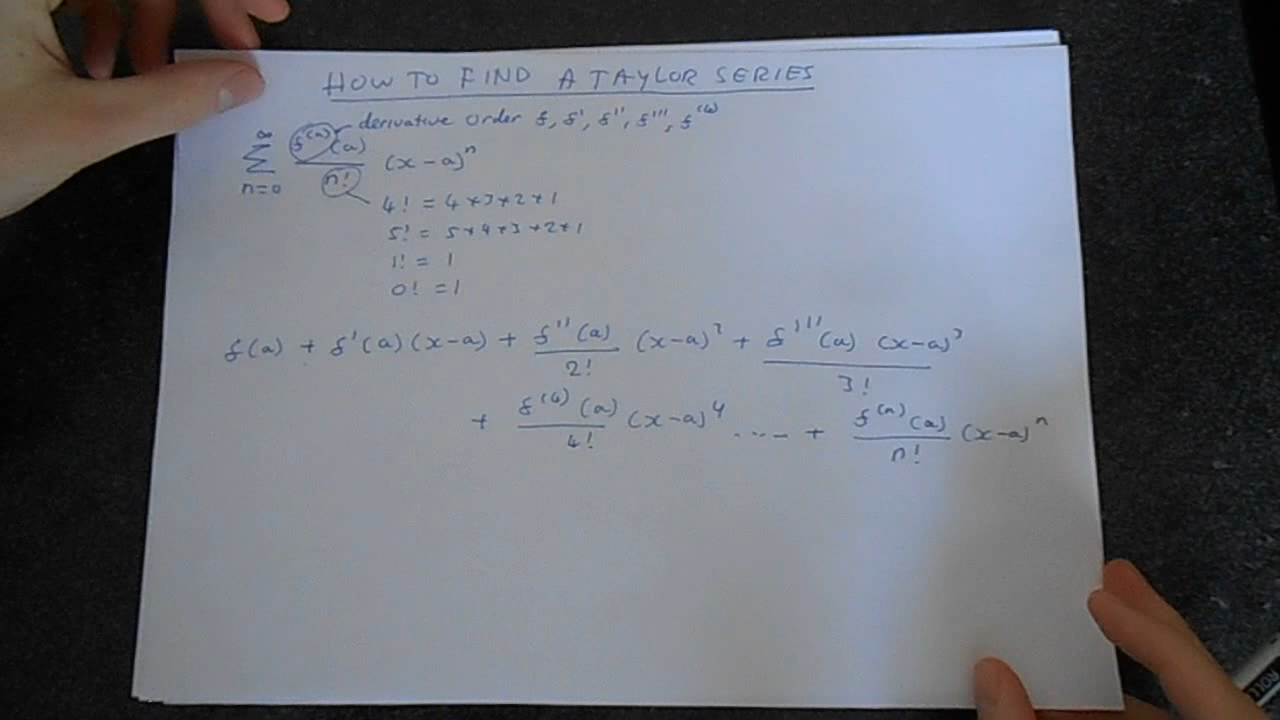 HOW TO FIND A TAYLOR SERIES
derivative order f, f', f'', f''', f^(4)
∞ Σ n=0 f^(n)(a) / n! (x-a)^n
4! = 4*3*2*1
5! = 5*4*3*2*1
1! = 1
0! = 1
f(a) + f'(a)(x-a) + f''(a) / 2! (x-a)^2 + f'''(a) (x-a)^3 / 3!
+ f^(4)(a) / 4! (x-a)^4 ..... + f^(n)(a) / n! (x-a)^n
ROLL